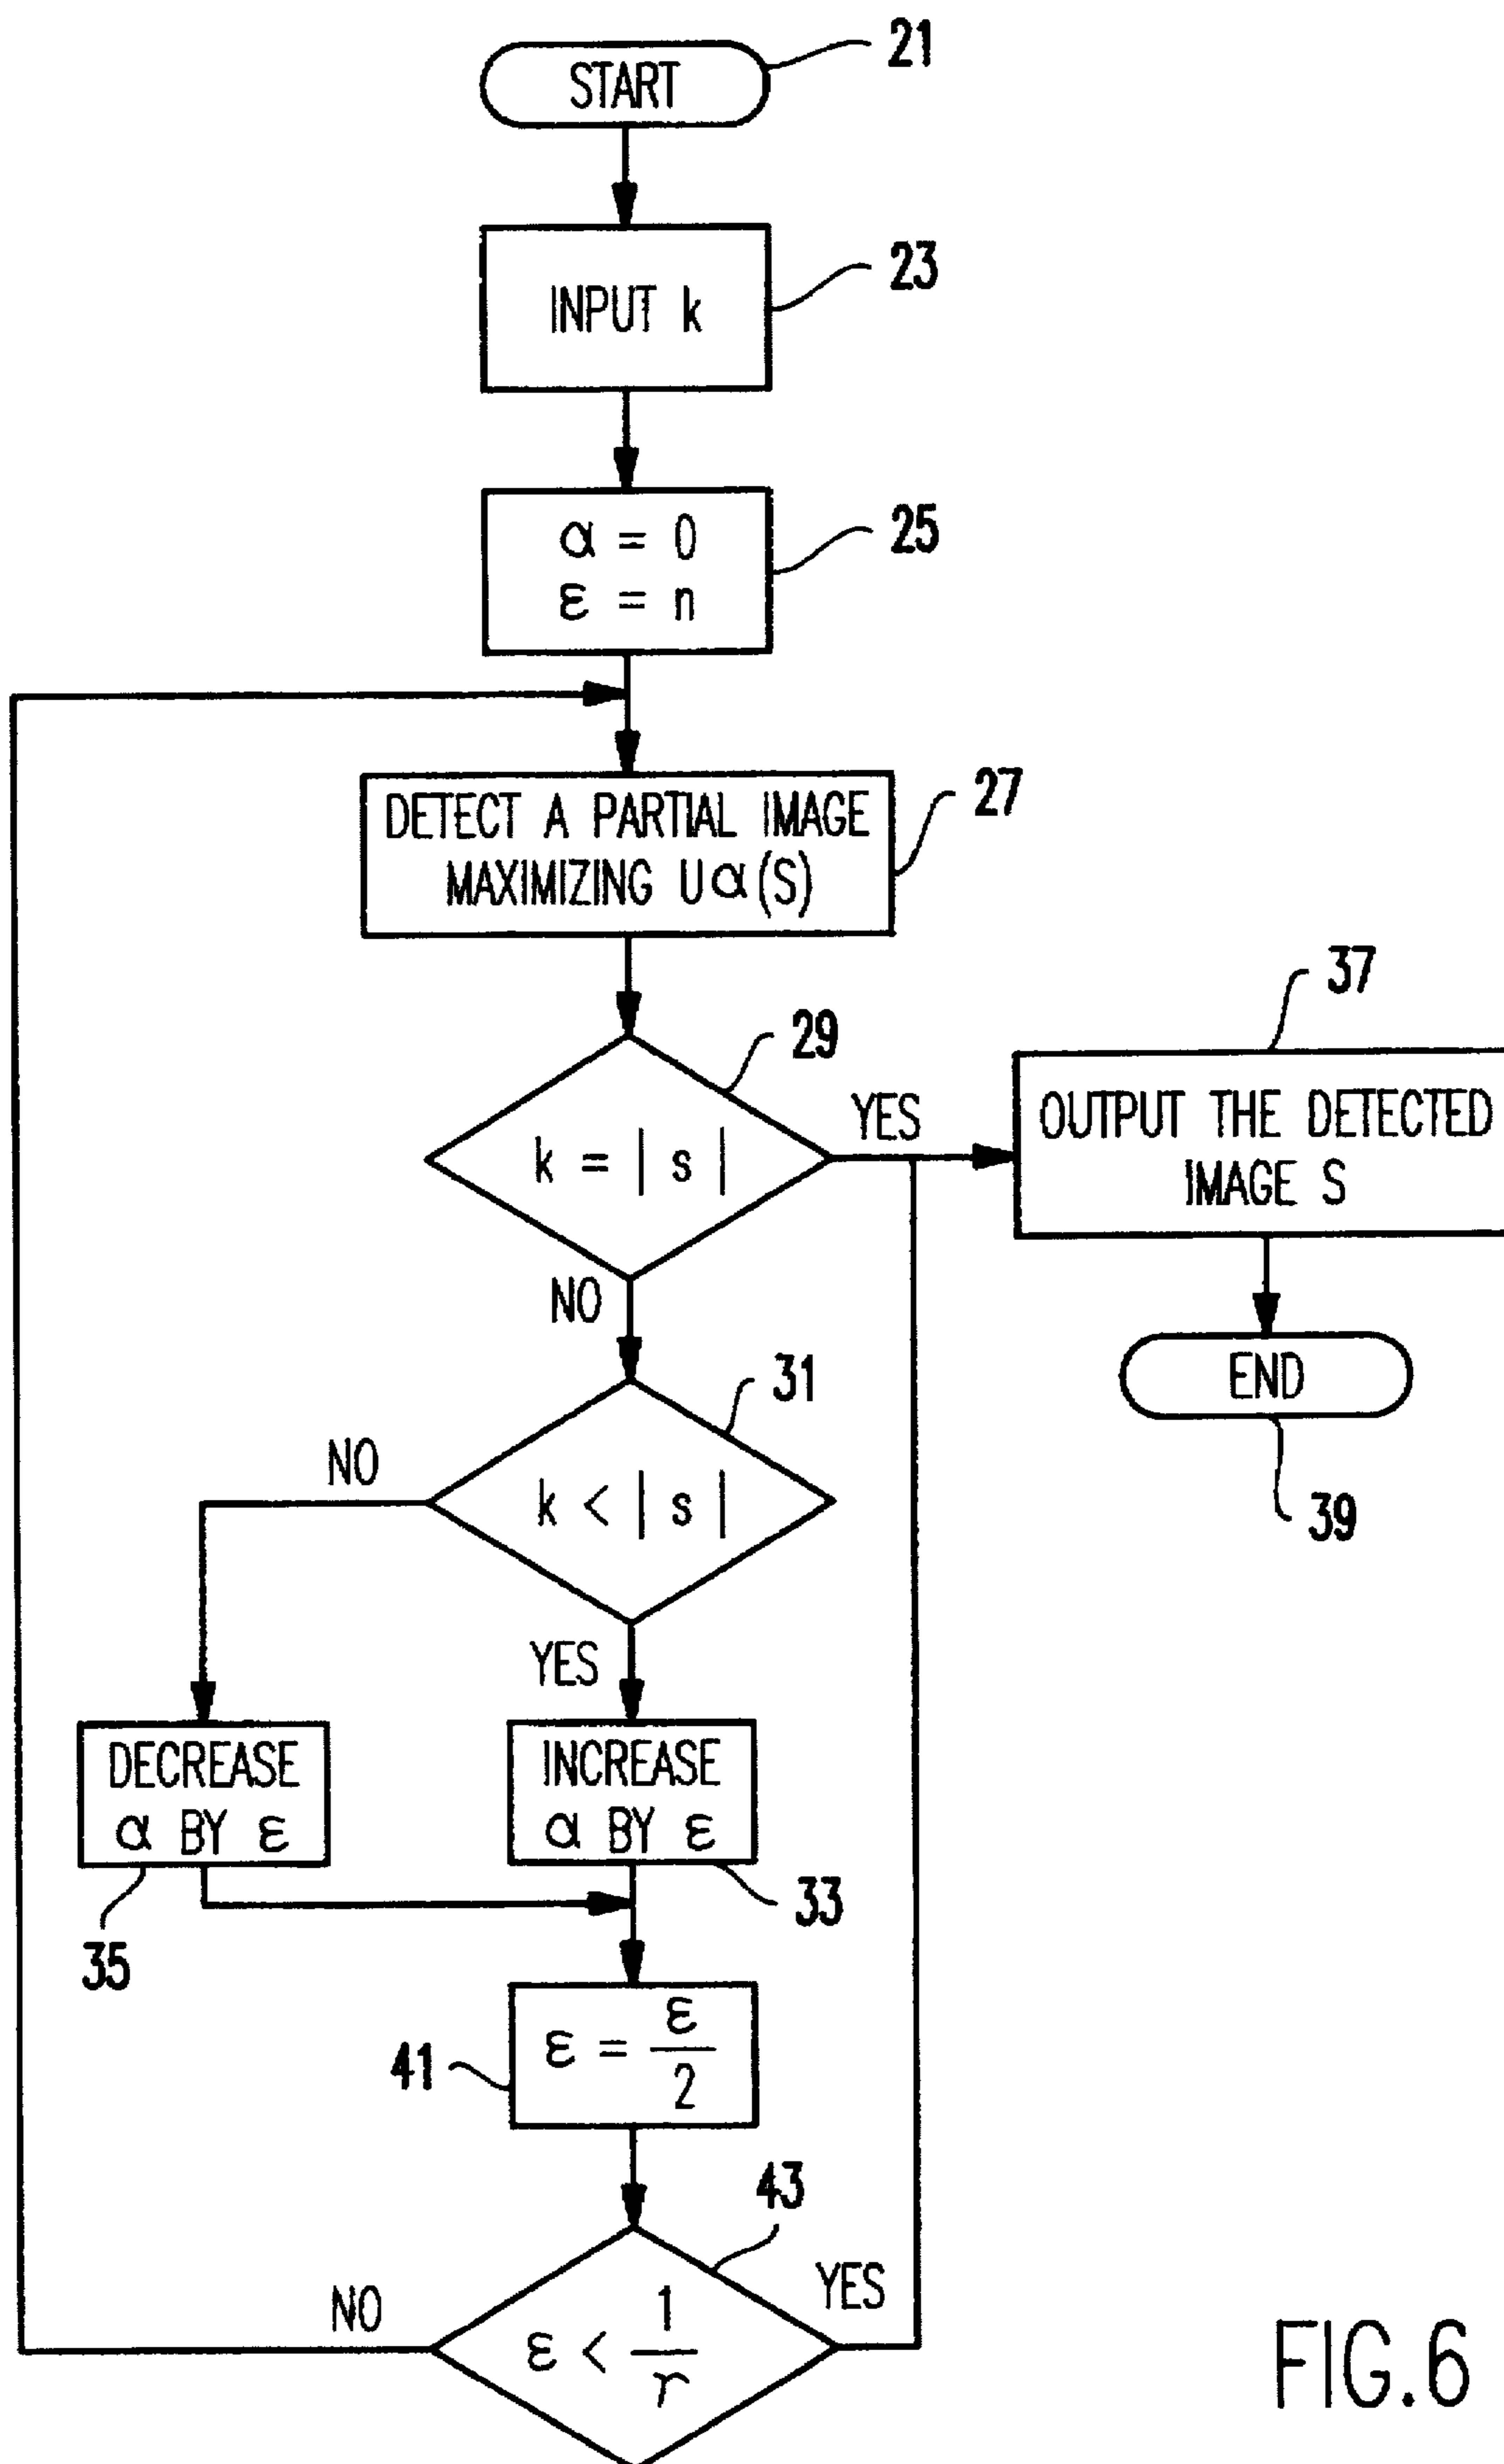 START
21
INPUT k
23
α = 0
ε = n
25
DETECT A PARTIAL IMAGE
MAXIMIZING Uα(S)
27
29
k = | s |
YES
NO
37
OUTPUT THE DETECTED
IMAGE S
END
39
31
k < | s |
NO
YES
DECREASE
α BY ε
35
INCREASE
α BY ε
33
ε = ε/2
41
43
ε < 1/r
NO
YES
FIG.6